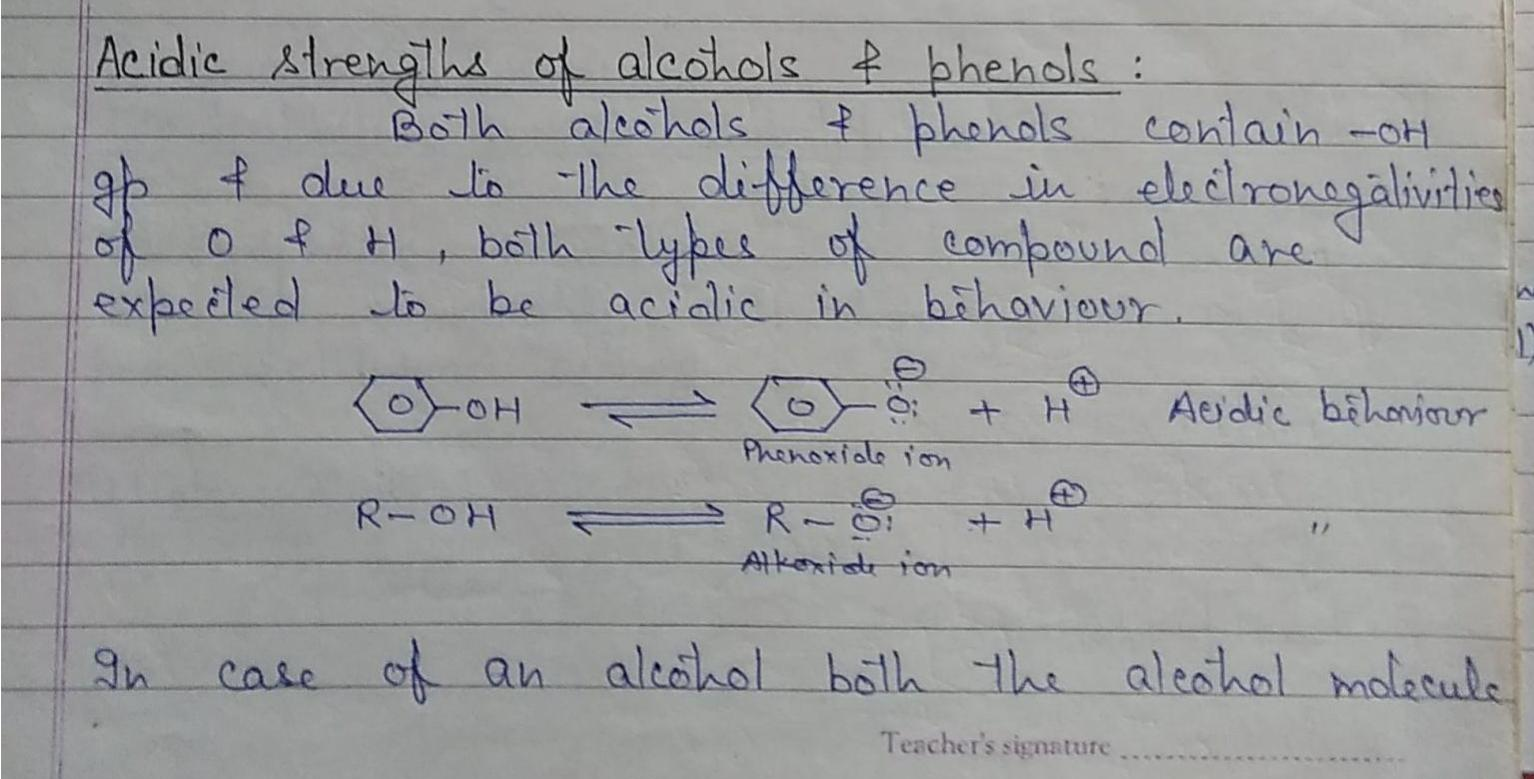 Acidic strengths of alcohols & phenols :
Both alcohols & phenols contain -OH
gp & due to the difference in electronegativities
of O & H, both types of compound are
expected to be acidic in behaviour.
-OH ⇌ -O:⊖ + H⊕ Acidic behaviour
Phenoxide ion
R-OH ⇌ R-O:⊖ + H⊕ "
Alkoxide ion
In case of an alcohol both the alcohol molecule
Teacher's signature ........................